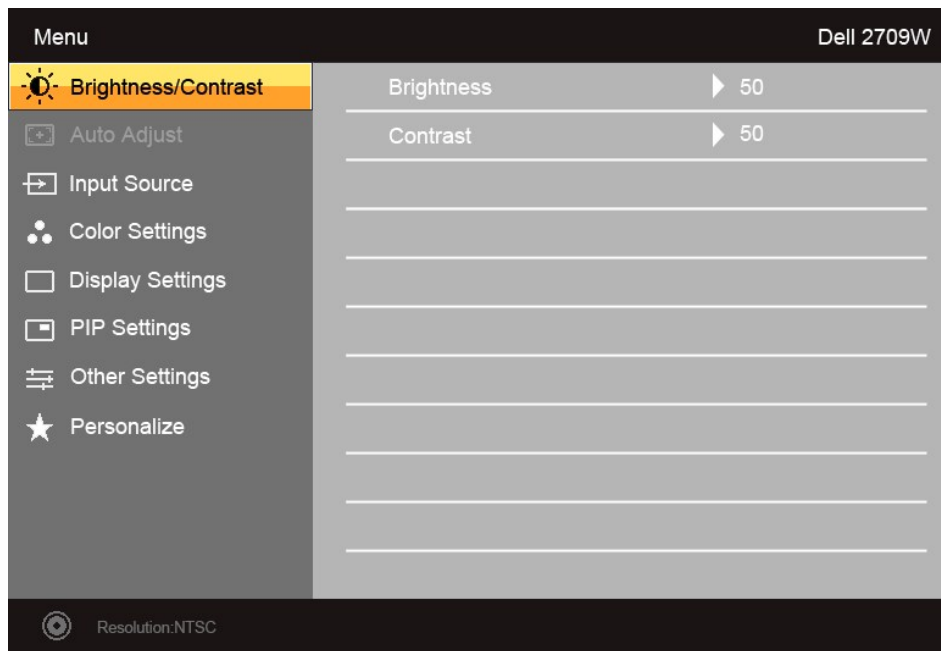 Menu
Dell 2709W
Brightness/Contrast
Brightness 50
Auto Adjust
Contrast 50
Input Source
Color Settings
Display Settings
PIP Settings
Other Settings
Personalize
Resolution:NTSC